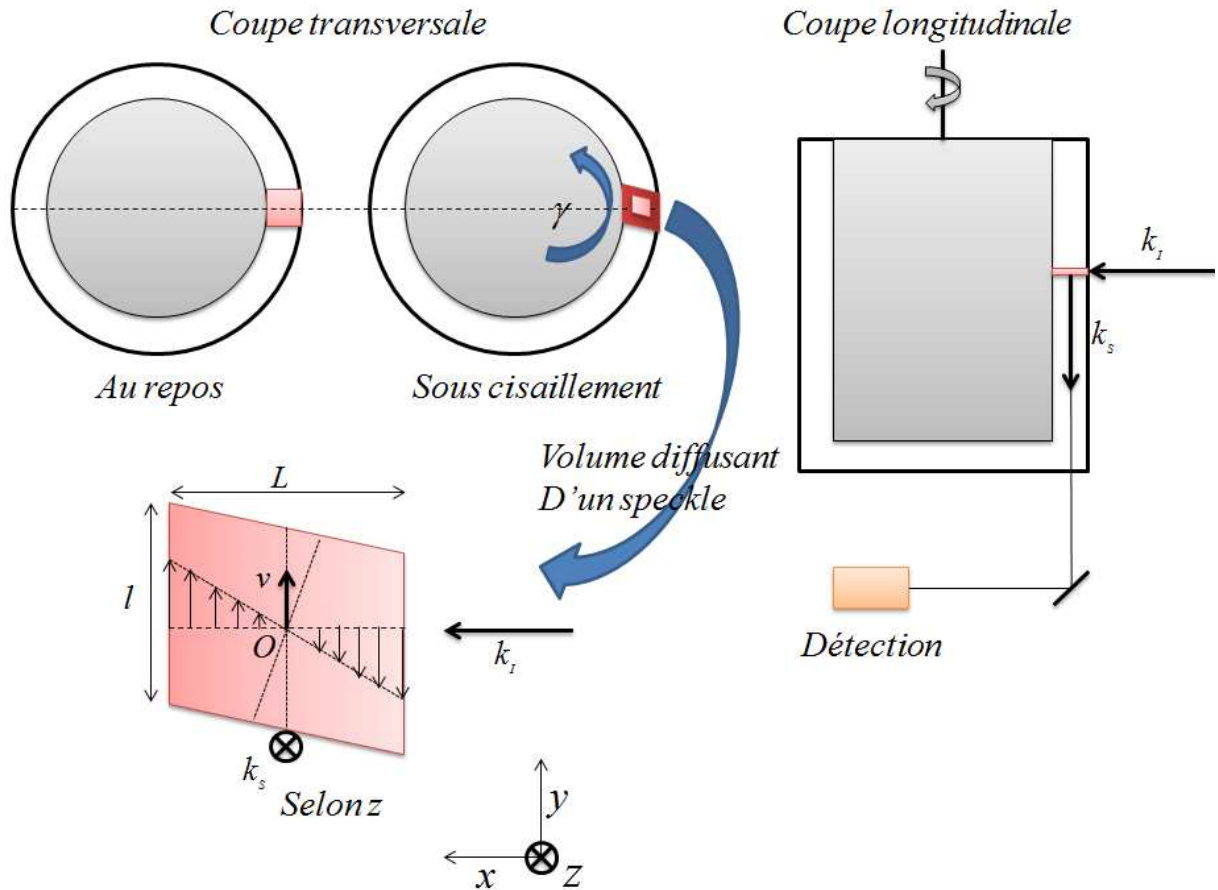 Coupe transversale
Coupe longitudinale
γ
k_I
k_s
Au repos
Sous cisaillement
Volume diffusant
D'un speckle
L
l
v
O
k_I
k_s
Selon z
Détection
y
x
z